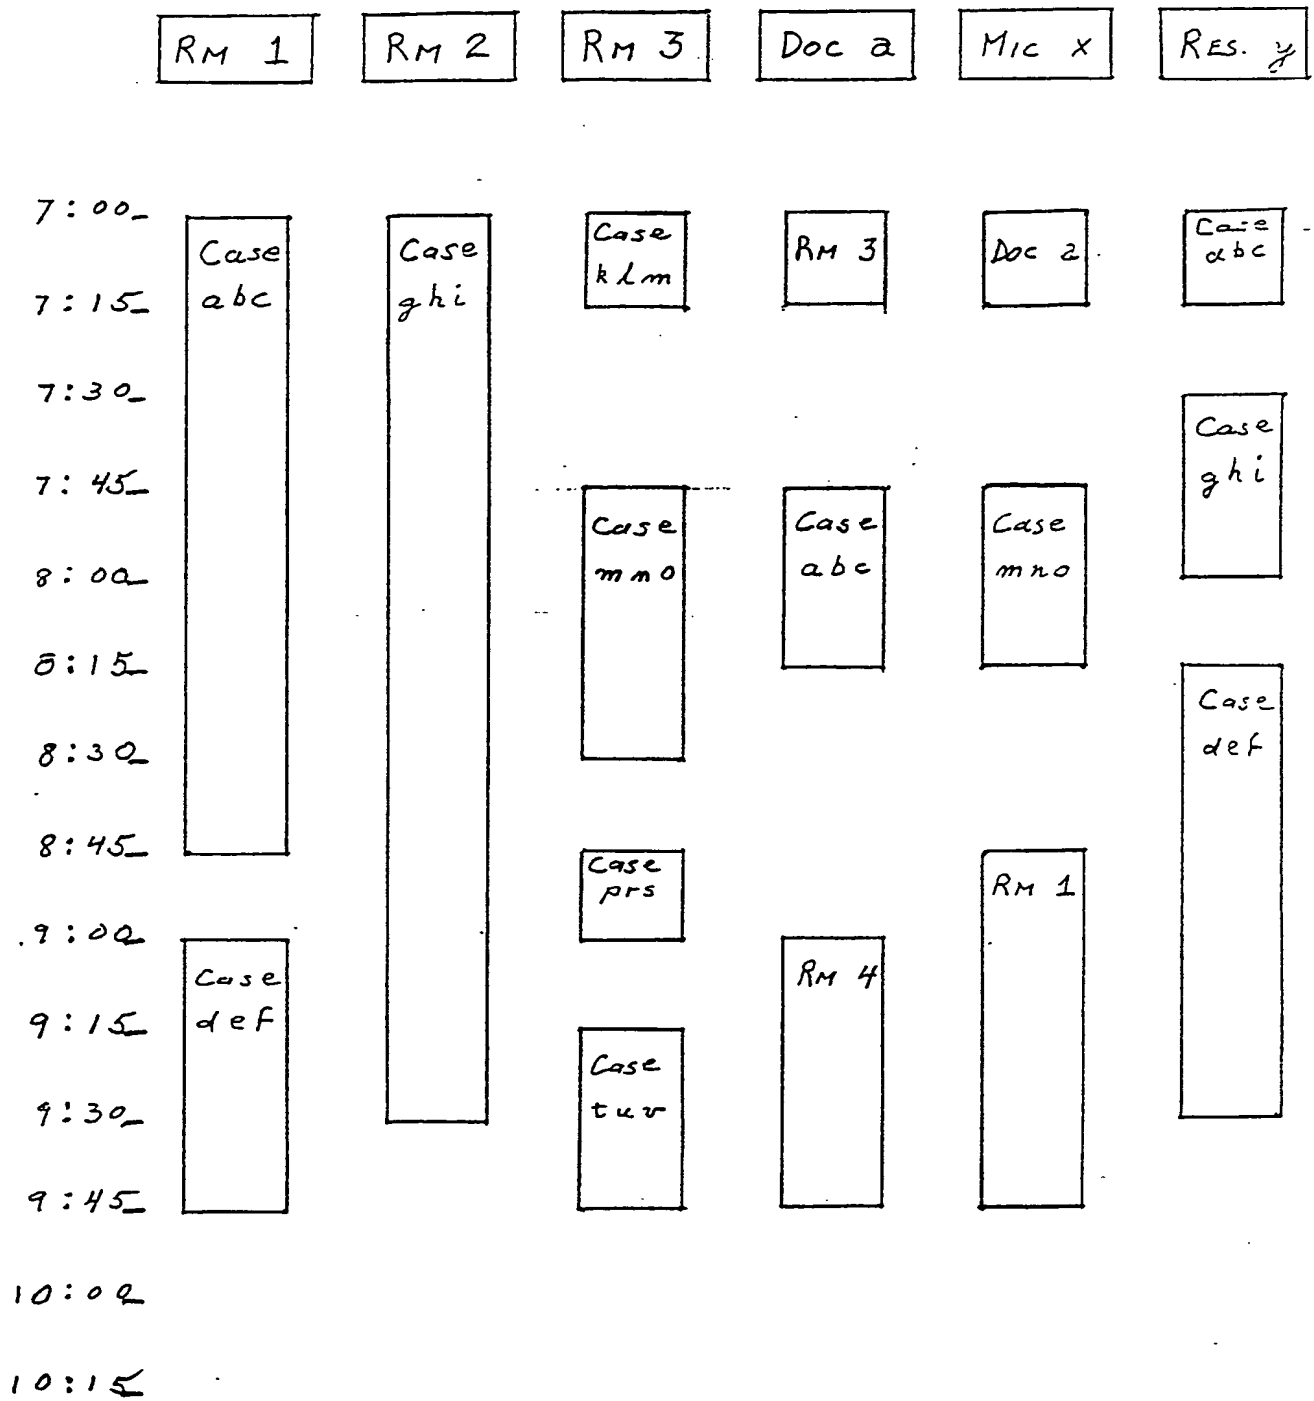 RM 1
RM 2
RM 3
Doc a
Mic x
RES. y
7:00
7:15
7:30
7:45
8:00
8:15
8:30
8:45
9:00
9:15
9:30
9:45
10:00
10:15
Case
abc
Case
def
Case
ghi
Case
klm
Case
mno
Case
prs
Case
tuv
RM 3
Case
abc
RM 4
Doc a
Case
mno
RM 1
Case
abc
Case
ghi
Case
def